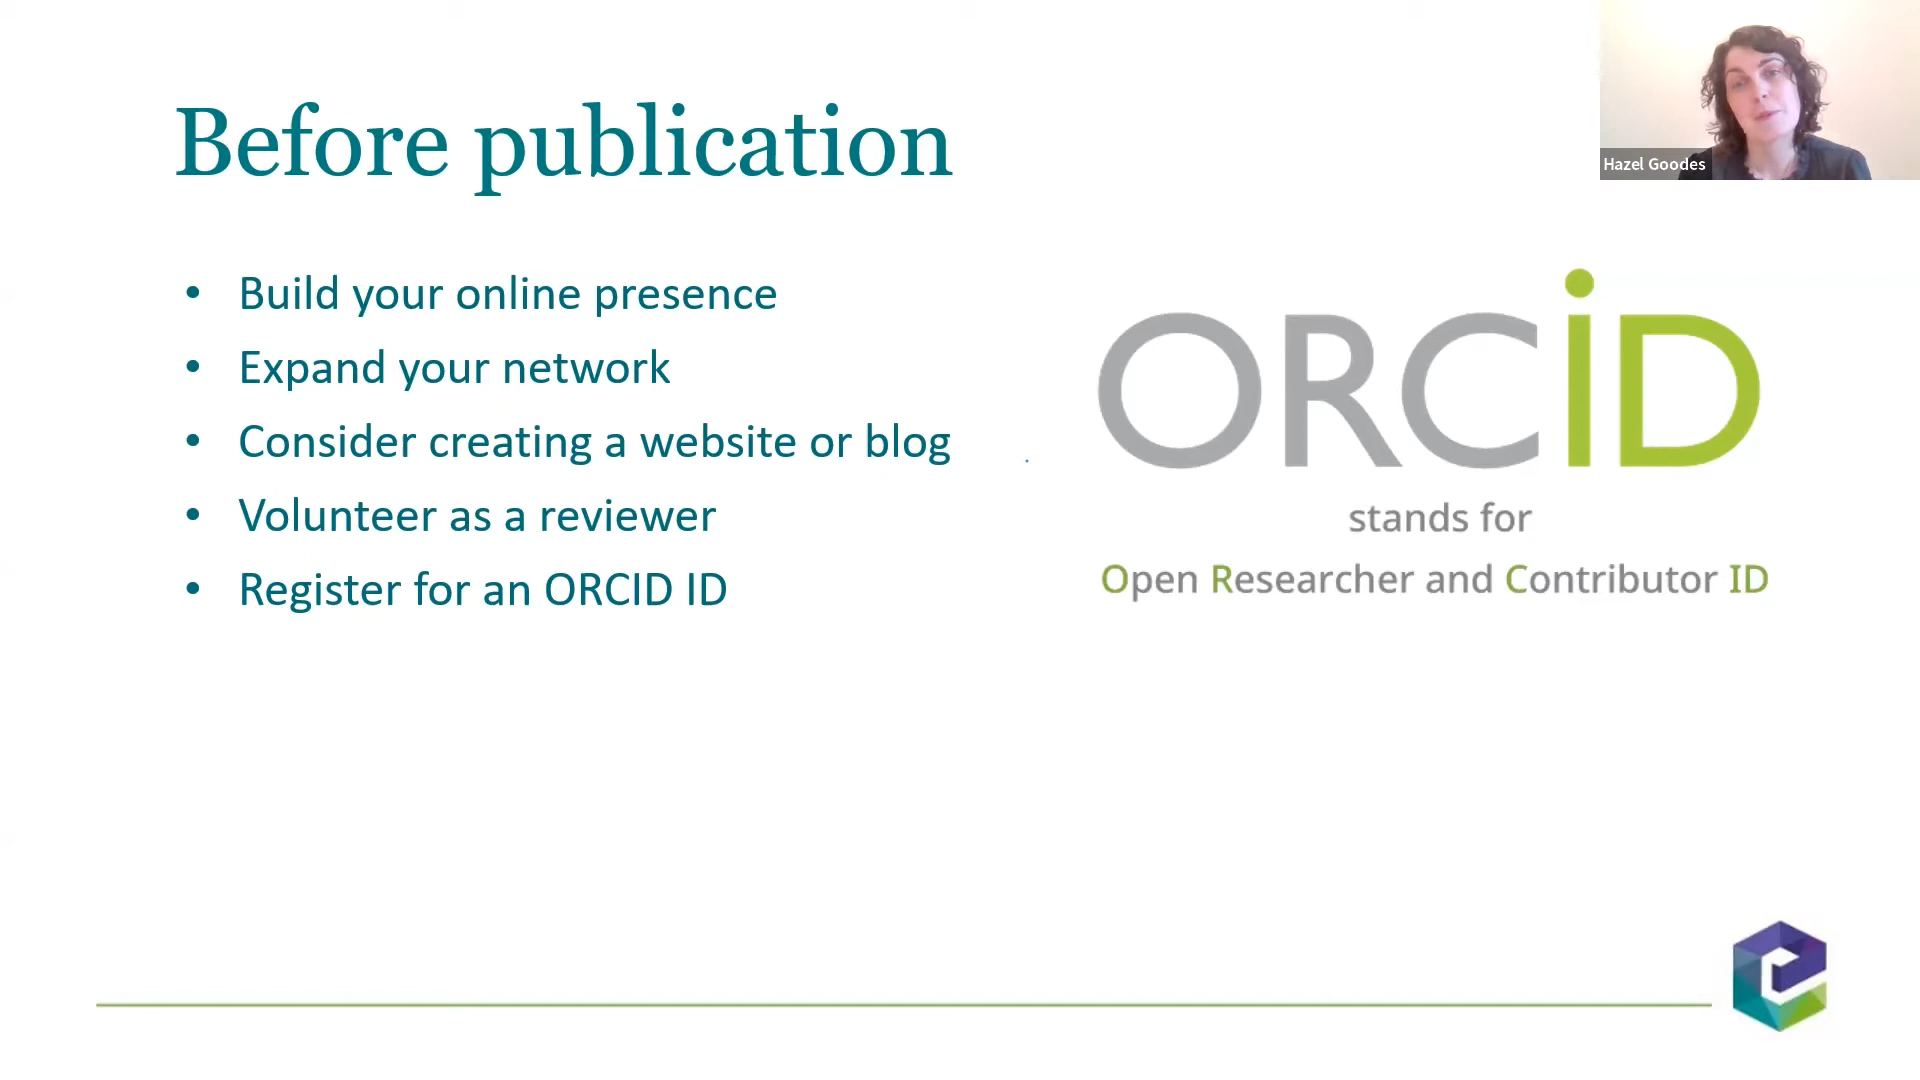 Before publication
Hazel Goodes
• Build your online presence
• Expand your network
• Consider creating a website or blog
• Volunteer as a reviewer
• Register for an ORCID ID
ORCiD
stands for
Open Researcher and Contributor ID